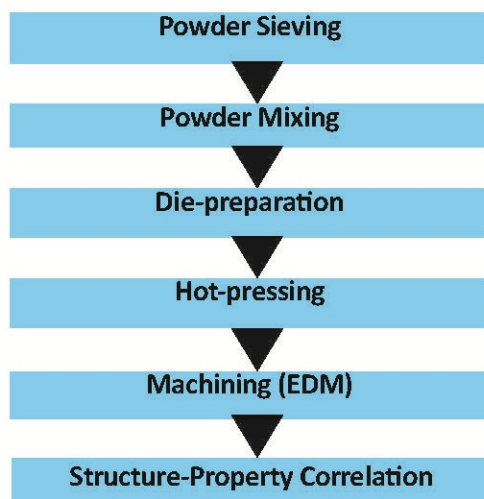 Powder Sieving
Powder Mixing
Die-preparation
Hot-pressing
Machining (EDM)
Structure-Property Correlation